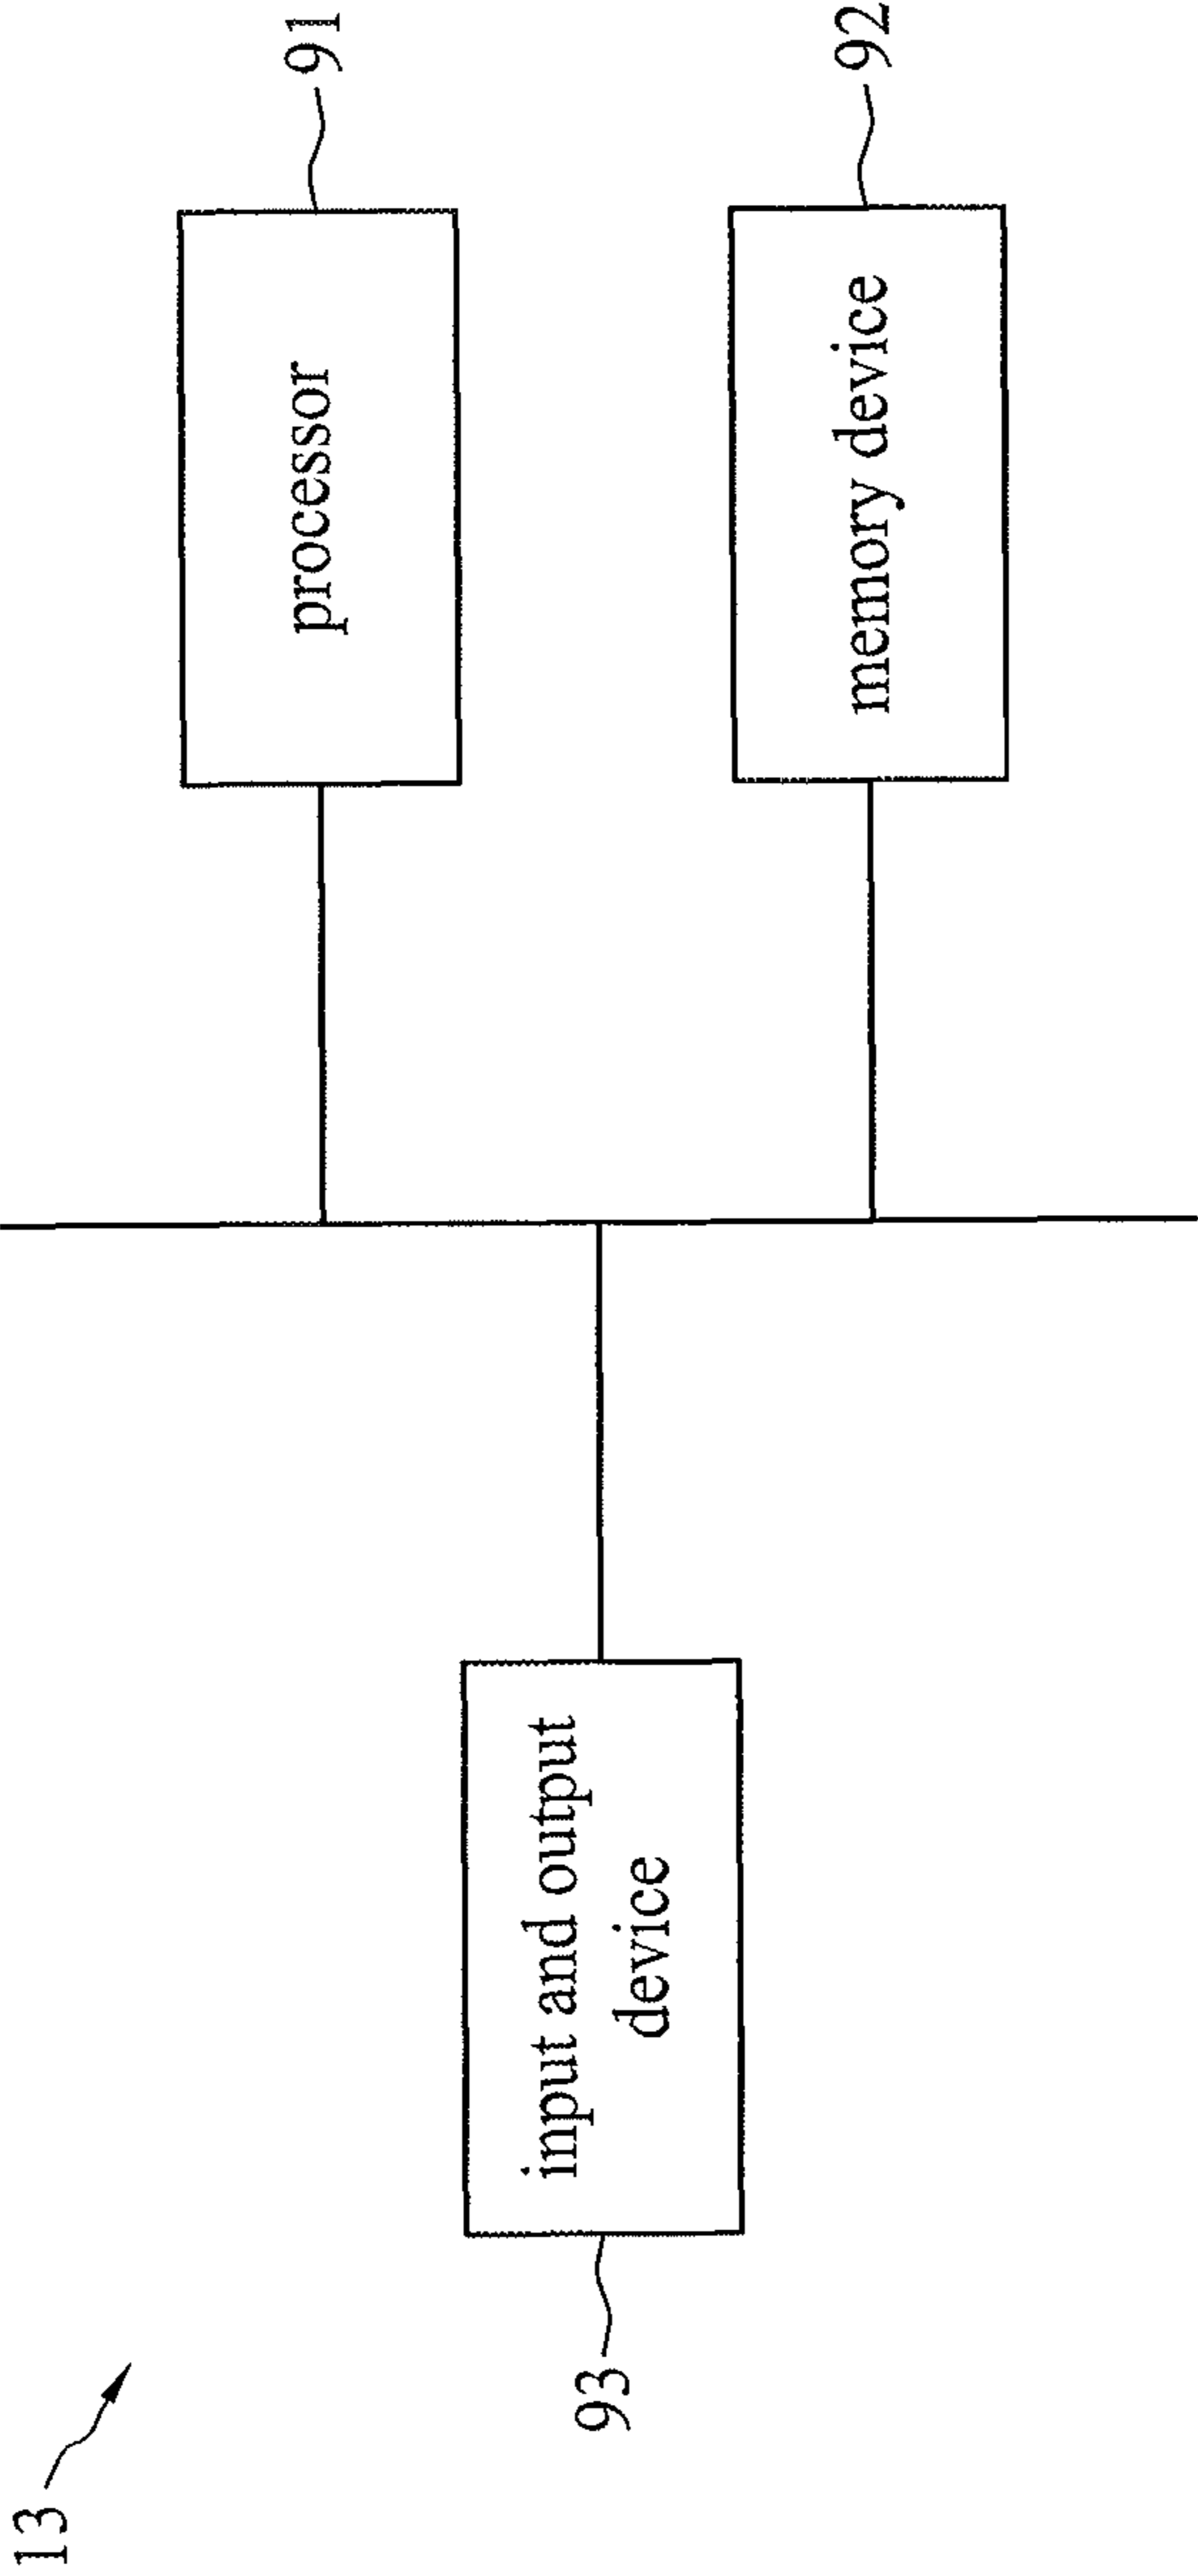 13
processor
91
memory device
92
93
input and output
device